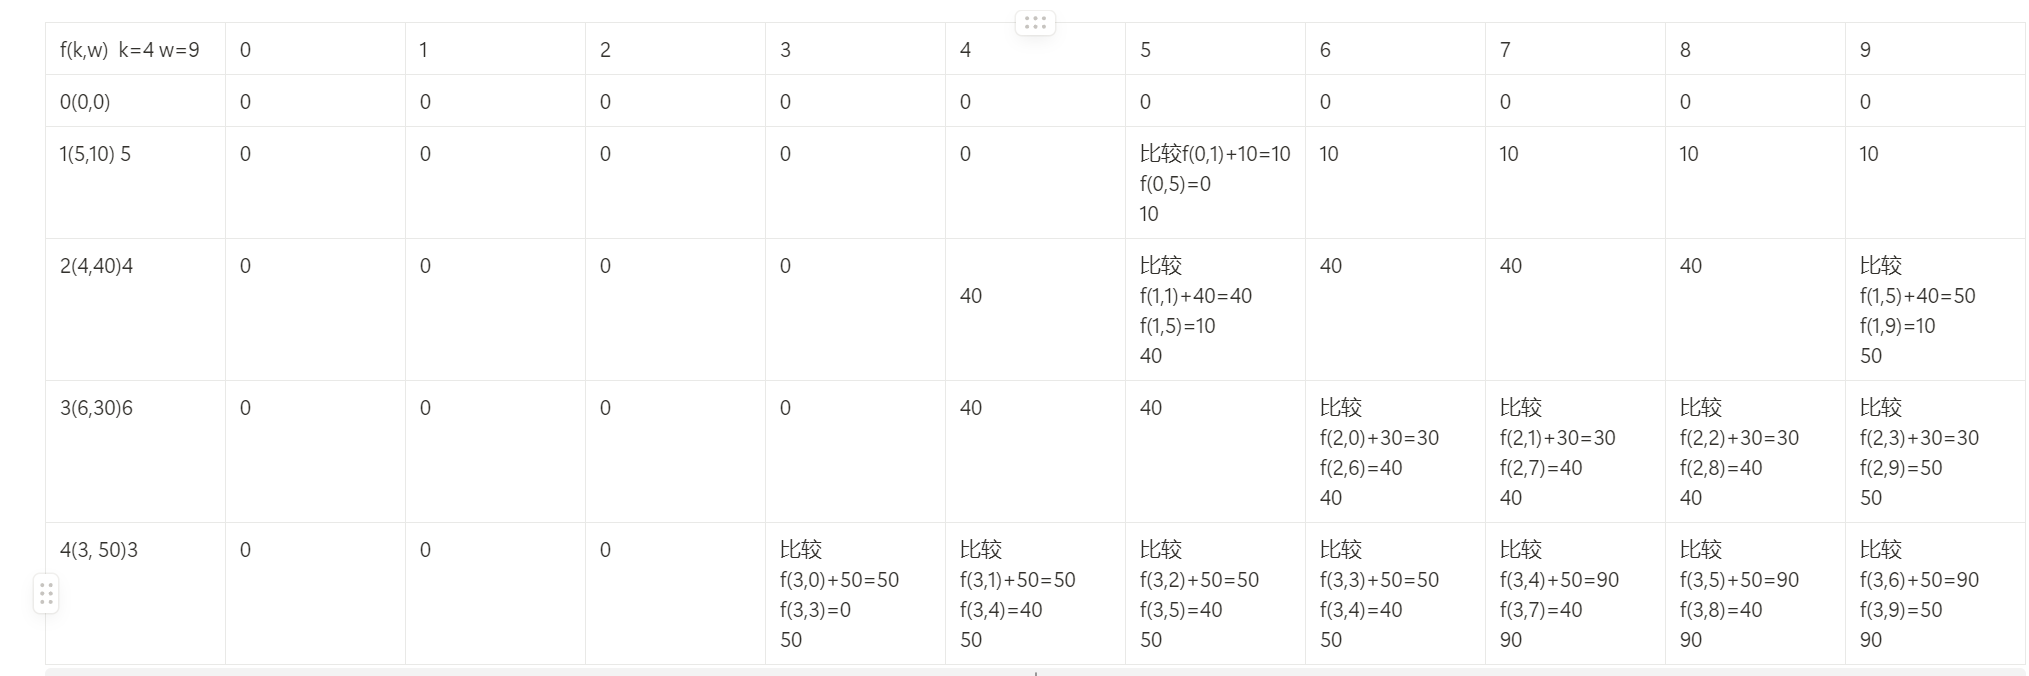 f(k,w) k=4 w=9 0 1 2 3 4 5 6 7 8 9
0(0,0) 0 0 0 0 0 0 0 0 0 0
1(5,10) 5 0 0 0 0 0
比较f(0,1)+10=10
f(0,5)=0
10
10 10 10 10
2(4,40)4 0 0 0 0
40
比较
f(1,1)+40=40
f(1,5)=10
40
40 40 40
比较
f(1,5)+40=50
f(1,9)=10
50
3(6,30)6 0 0 0 0 40 40
比较
f(2,0)+30=30
f(2,6)=40
40
比较
f(2,1)+30=30
f(2,7)=40
40
比较
f(2,2)+30=30
f(2,8)=40
40
比较
f(2,3)+30=30
f(2,9)=50
50
4(3, 50)3 0 0 0
比较
f(3,0)+50=50
f(3,3)=0
50
比较
f(3,1)+50=50
f(3,4)=40
50
比较
f(3,2)+50=50
f(3,5)=40
50
比较
f(3,3)+50=50
f(3,4)=40
50
比较
f(3,4)+50=90
f(3,7)=40
90
比较
f(3,5)+50=90
f(3,8)=40
90
比较
f(3,6)+50=90
f(3,9)=50
90